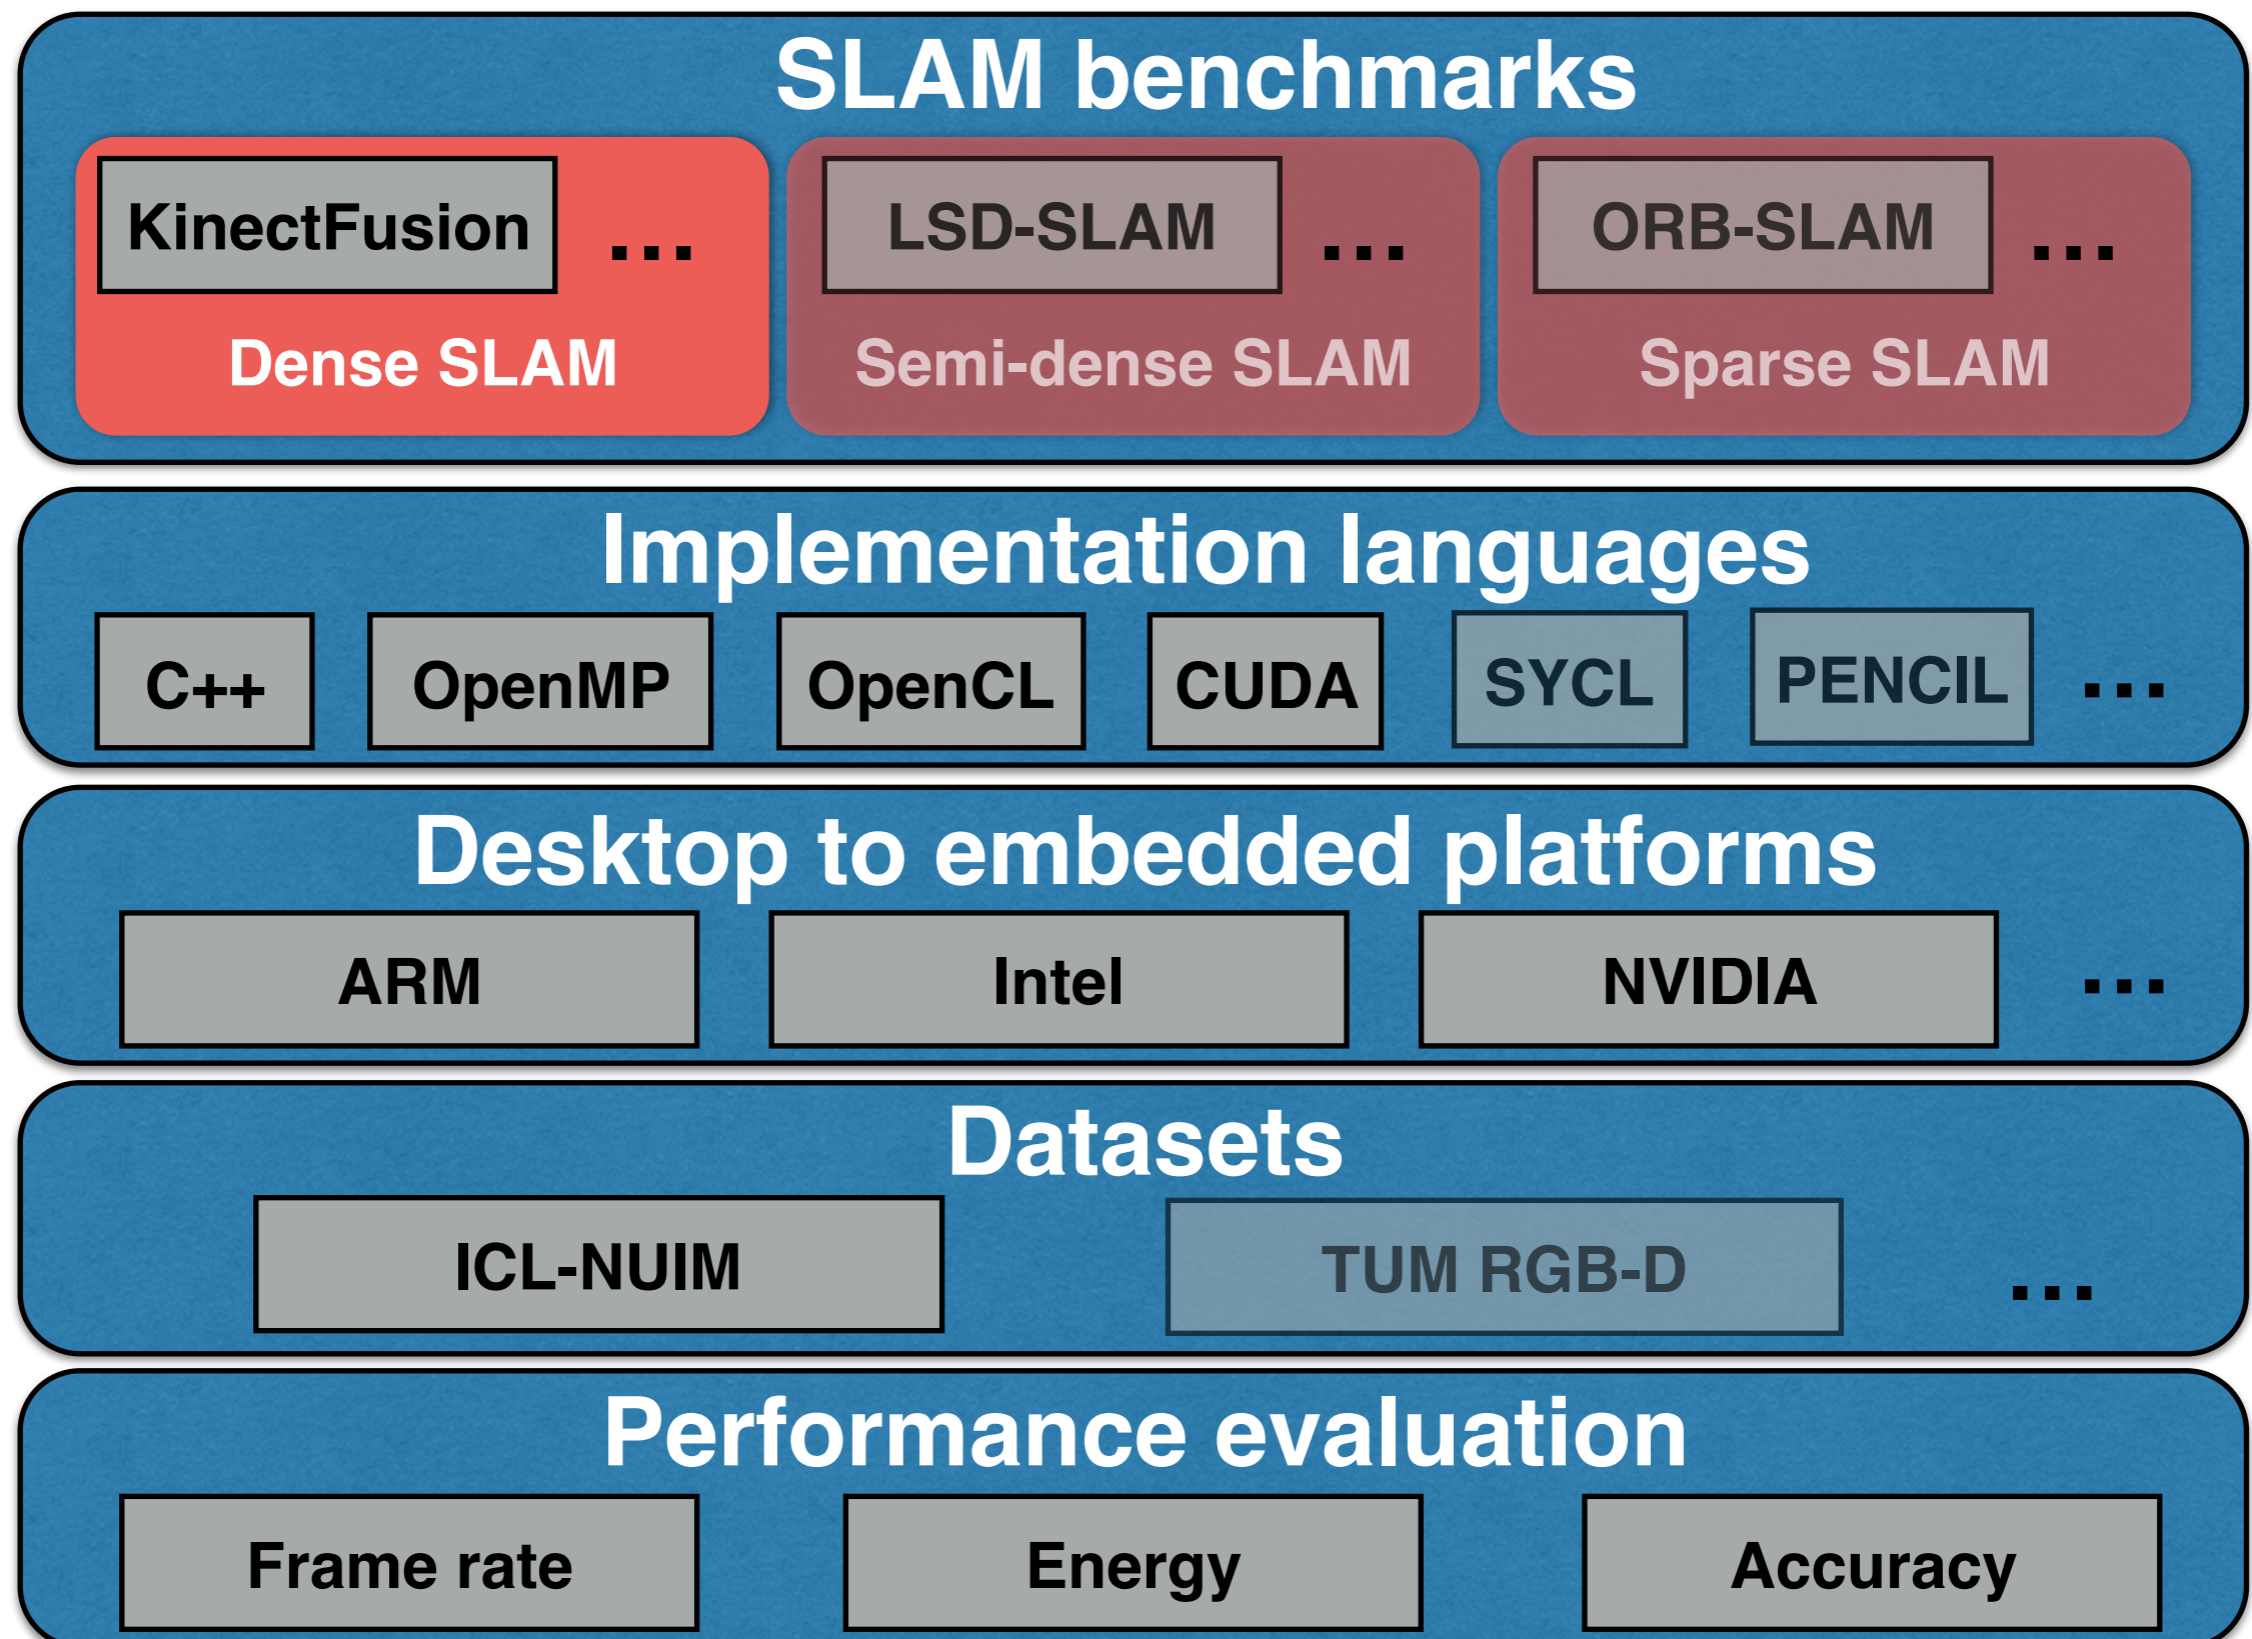 SLAM benchmarks
KinectFusion ... LSD-SLAM ... ORB-SLAM ...
Dense SLAM Semi-dense SLAM Sparse SLAM
Implementation languages
C++ OpenMP OpenCL CUDA SYCL PENCIL ...
Desktop to embedded platforms
ARM Intel NVIDIA ...
Datasets
ICL-NUIM TUM RGB-D ...
Performance evaluation
Frame rate Energy Accuracy